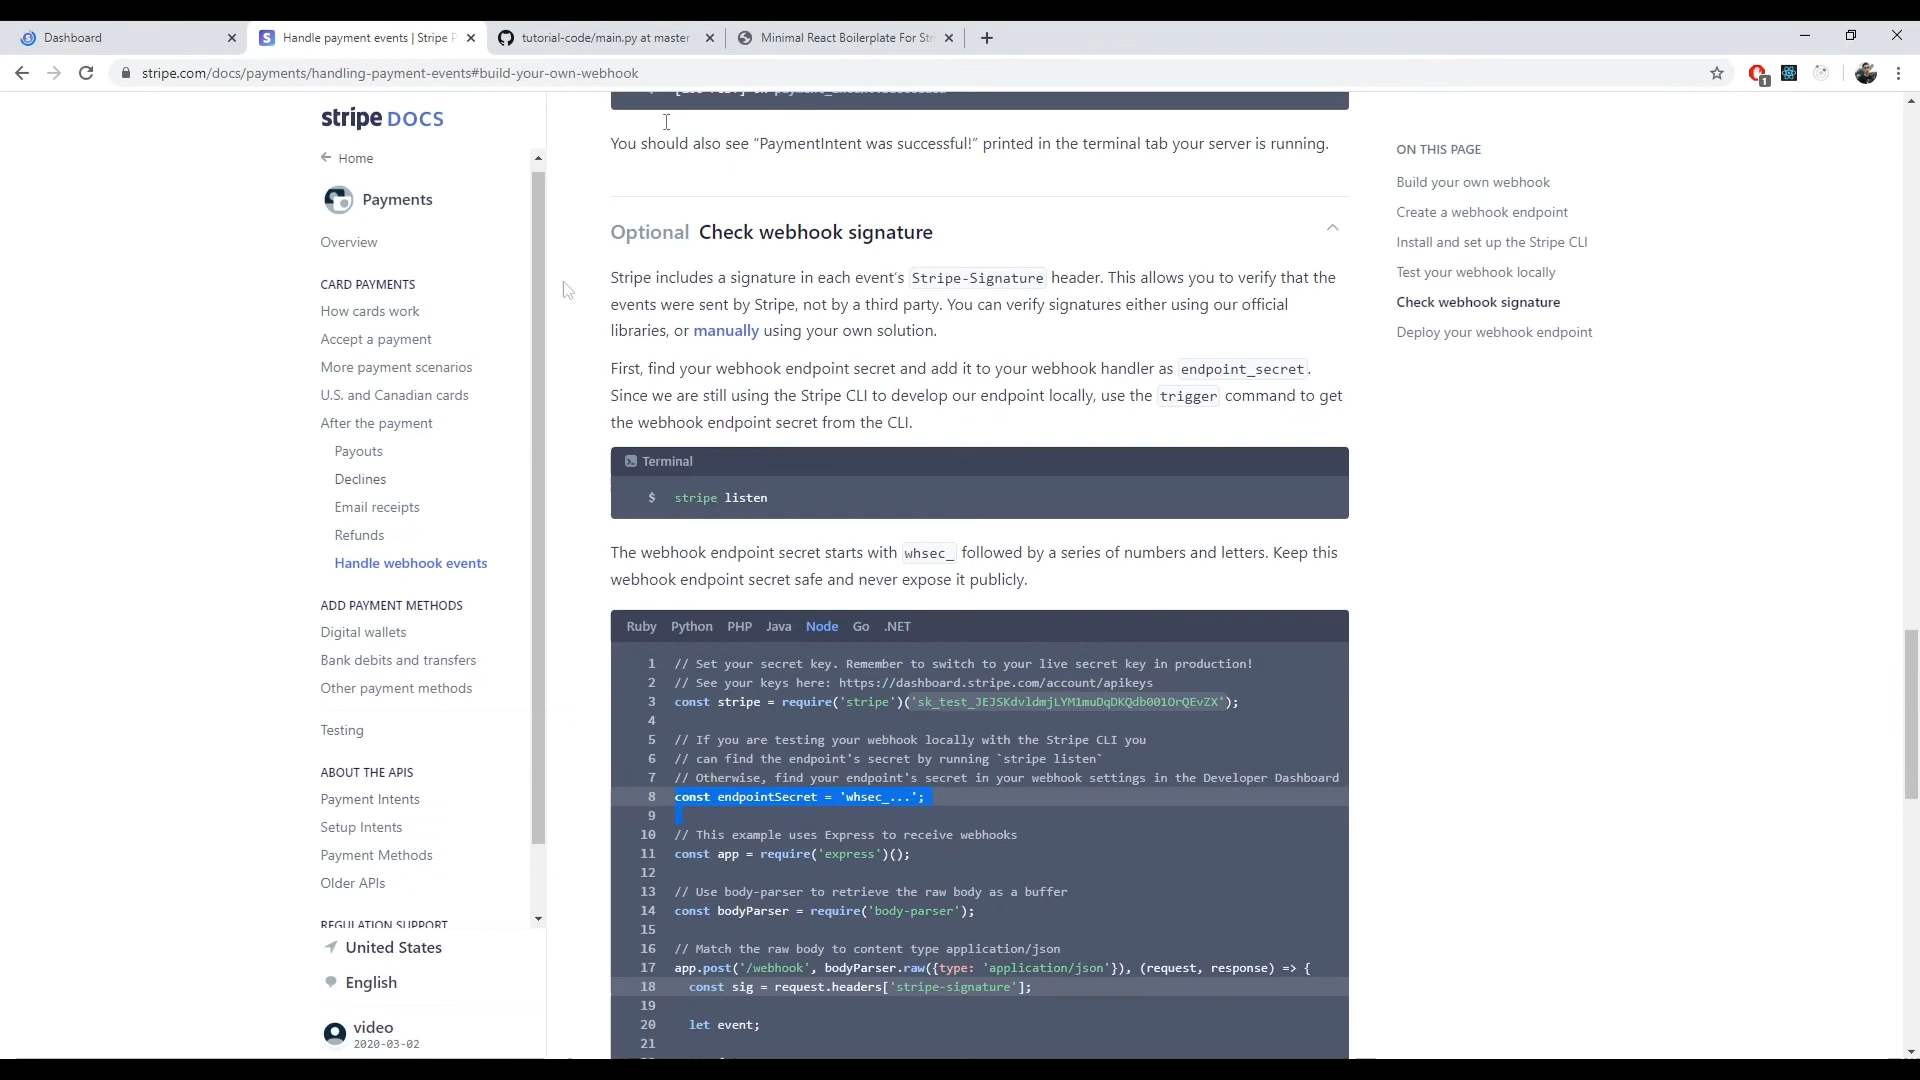 Dashboard
Handle payment events | Stripe P
tutorial-code/main.py at master
Minimal React Boilerplate For Str
stripe.com/docs/payments/handling-payment-events#build-your-own-webhook
1
stripe DOCS
Home
Payments
Overview
CARD PAYMENTS
How cards work
Accept a payment
More payment scenarios
U.S. and Canadian cards
After the payment
Payouts
Declines
Email receipts
Refunds
Handle webhook events
ADD PAYMENT METHODS
Digital wallets
Bank debits and transfers
Other payment methods
Testing
ABOUT THE APIS
Payment Intents
Setup Intents
Payment Methods
Older APIs
REGULATION SUPPORT
United States
English
video
2020-03-02
You should also see “PaymentIntent was successful!” printed in the terminal tab your server is running.
Optional Check webhook signature
Stripe includes a signature in each event’s Stripe-Signature header. This allows you to verify that the
events were sent by Stripe, not by a third party. You can verify signatures either using our official
libraries, or manually using your own solution.
First, find your webhook endpoint secret and add it to your webhook handler as endpoint_secret.
Since we are still using the Stripe CLI to develop our endpoint locally, use the trigger command to get
the webhook endpoint secret from the CLI.
Terminal
$ stripe listen
The webhook endpoint secret starts with whsec_ followed by a series of numbers and letters. Keep this
webhook endpoint secret safe and never expose it publicly.
Ruby Python PHP Java Node Go .NET
1 // Set your secret key. Remember to switch to your live secret key in production!
2 // See your keys here: https://dashboard.stripe.com/account/apikeys
3 const stripe = require('stripe')('sk_test_JEJSKdvldmjLYM1muDqDKQdb001OrQEvZX');
4
5 // If you are testing your webhook locally with the Stripe CLI you
6 // can find the endpoint's secret by running `stripe listen`
7 // Otherwise, find your endpoint's secret in your webhook settings in the Developer Dashboard
8 const endpointSecret = 'whsec_...';
9
10 // This example uses Express to receive webhooks
11 const app = require('express')();
12
13 // Use body-parser to retrieve the raw body as a buffer
14 const bodyParser = require('body-parser');
15
16 // Match the raw body to content type application/json
17 app.post('/webhook', bodyParser.raw({type: 'application/json'}), (request, response) => {
18 const sig = request.headers['stripe-signature'];
19
20 let event;
21
ON THIS PAGE
Build your own webhook
Create a webhook endpoint
Install and set up the Stripe CLI
Test your webhook locally
Check webhook signature
Deploy your webhook endpoint